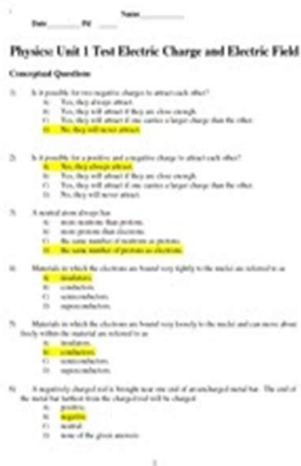 Name____________
Date________ Pd _____
Physics: Unit 1 Test Electric Charge and Electric Field
Conceptual Questions
1) Is it possible for two negative charges to attract each other?
A) Yes, they always attract.
B) Yes, they will attract if they are close enough.
C) Yes, they will attract if one carries a larger charge than the other.
D) No, they will never attract.
2) Is it possible for a positive and a negative charge to attract each other?
A) Yes, they always attract.
B) Yes, they will attract if they are close enough.
C) Yes, they will attract if one carries a larger charge than the other.
D) No, they will never attract.
3) A neutral atom always has
A) more neutrons than protons.
B) more protons than electrons.
C) the same number of neutrons as protons.
D) the same number of protons as electrons.
4) Materials in which the electrons are bound very tightly to the nuclei are referred to as
A) insulators.
B) conductors.
C) semiconductors.
D) superconductors.
5) Materials in which the electrons are bound very loosely to the nuclei and can move about
freely within the material are referred to as
A) insulators.
B) conductors.
C) semiconductors.
D) superconductors.
6) A negatively charged rod is brought near one end of an uncharged metal bar. The end of
the metal bar farthest from the charged rod will be charged
A) positive.
B) negative.
C) neutral.
D) none of the given answers